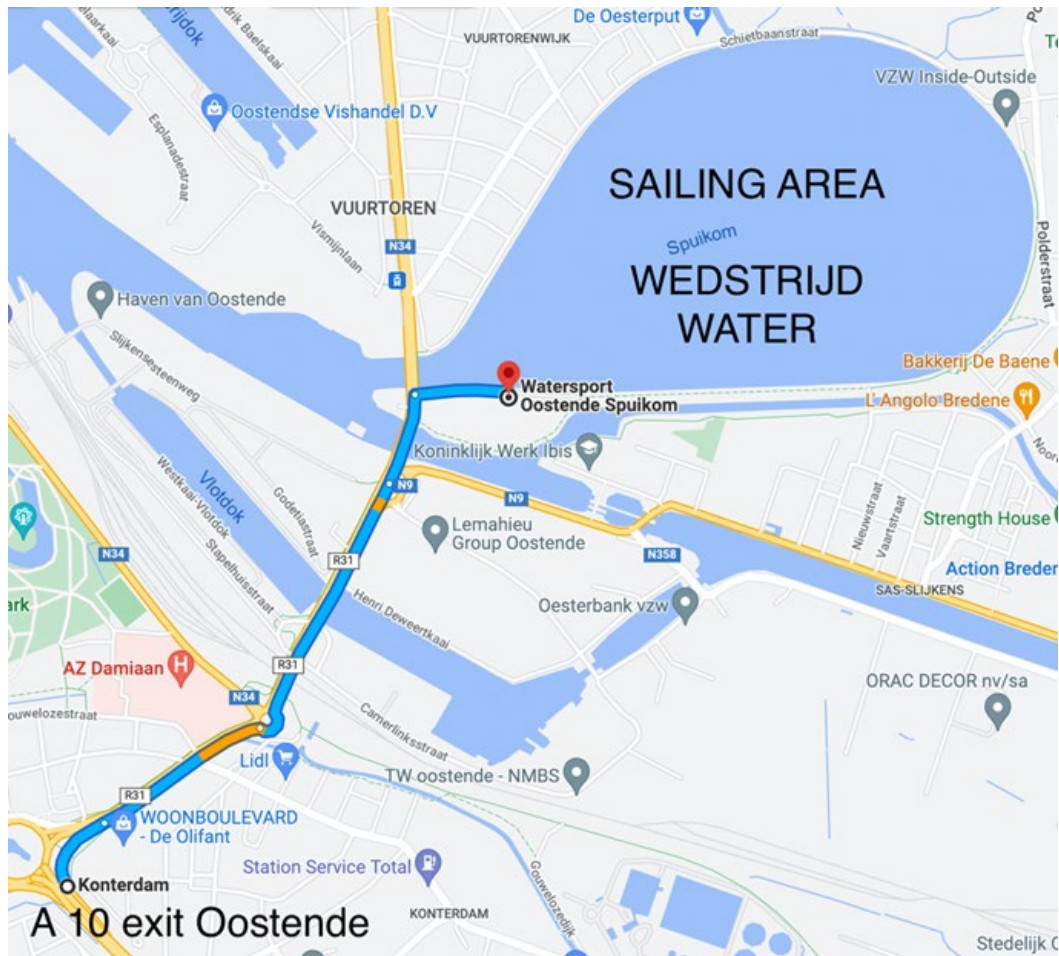 De Oesterput
Schietbaanstraat
VUURTORENWIJK
VZW Inside-Outside
Oostendse Vishandel D.V
Esplanadestraat
SAILING AREA
VUURTOREN
Vismijnlaan
Spuikom
Polderstraat
N34
WEDSTRIJD
WATER
Haven van Oostende
Slijkensesteenweg
Bakkerij De Baene
Watersport
Oostende Spuikom
L'Angolo Bredene
Koninklijk Werk Ibis
Vlotdok
Westkaai-Vlotdok
Godetiastraat
Stapelhuisstraat
N9
N9
Nieuwstraat
Vaartstraat
Lemahieu
Group Oostende
Strength House
N34
R31
N358
Action Breden
SAS-SLIJKENS
Henri Deweertkaai
Oesterbank vzw
AZ Damiaan
R31
N34
ORAC DECOR nv/sa
Camerlinksstraat
Lidl
TW oostende - NMBS
R31
WOONBOULEVARD
- De Olifant
Station Service Total
Konterdam
Gouwelozedijk
KONTERDAM
A 10 exit Oostende